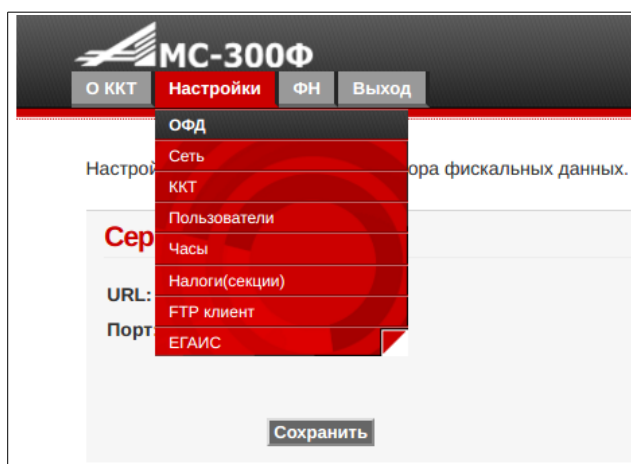 АМС-300Ф
О ККТ Настройки ФН Выход
ОФД
Сеть
ККТ
Пользователи
Часы
Налоги(секции)
FTP клиент
ЕГАИС
Настрой ора фискальных данных.
Сер
URL:
Порт
Сохранить